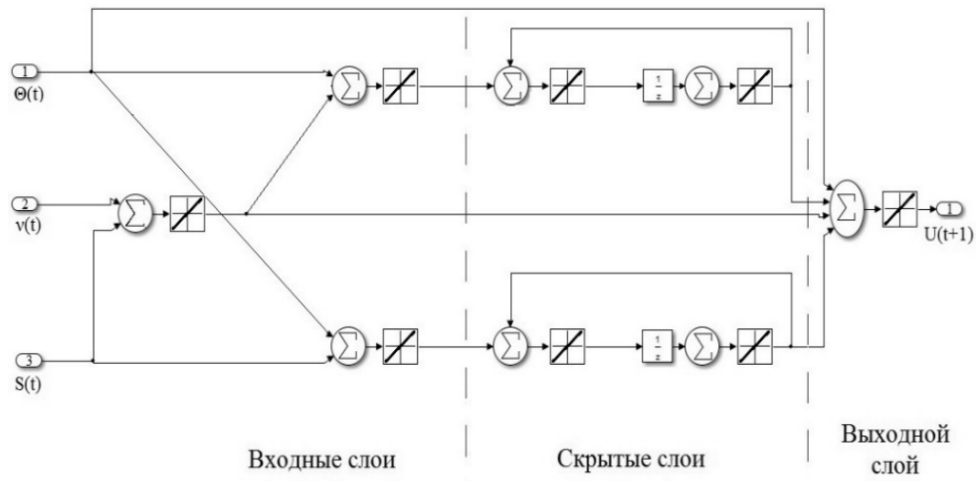 1
Θ(t)
2
ν(t)
3
S(t)
Σ
Σ
Σ
Σ
1
z
Σ
Σ
1
z
Σ
Σ
1
U(t+1)
Входные слои
Скрытые слои
Выходной
слой